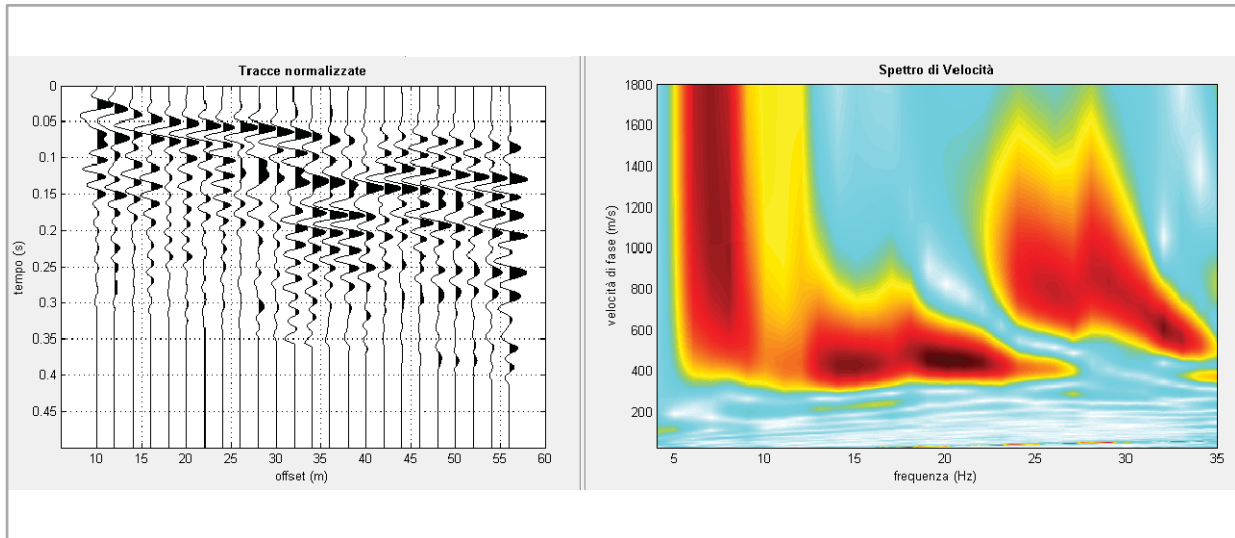 Tracce normalizzate
0
0.05
0.1
0.15
0.2
0.25
0.3
0.35
0.4
0.45
tempo (s)
10 15 20 25 30 35 40 45 50 55 60
offset (m)
Spettro di Velocità
1800
1600
1400
1200
1000
800
600
400
200
velocità di fase (m/s)
5 10 15 20 25 30 35
frequenza (Hz)